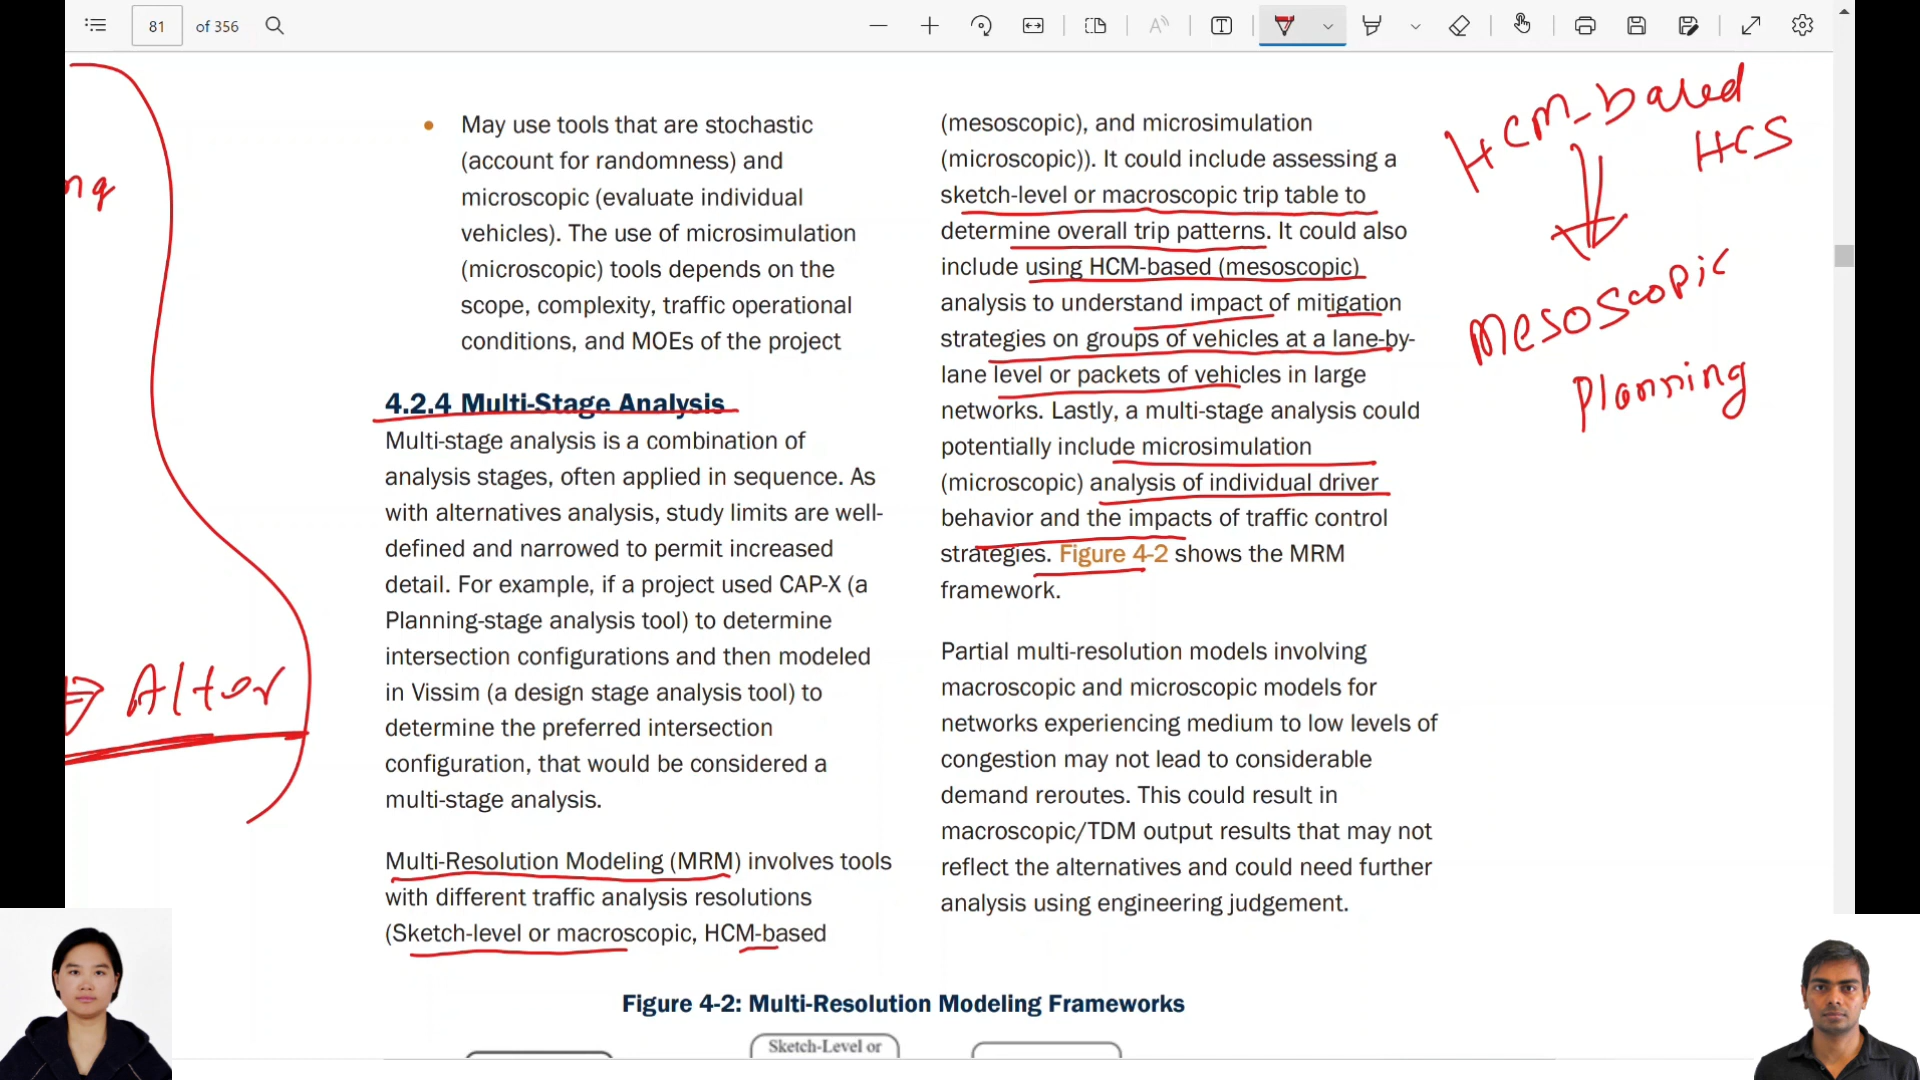 81 of 356
May use tools that are stochastic
(account for randomness) and
microscopic (evaluate individual
vehicles). The use of microsimulation
(microscopic) tools depends on the
scope, complexity, traffic operational
conditions, and MOEs of the project
4.2.4 Multi-Stage Analysis
Multi-stage analysis is a combination of
analysis stages, often applied in sequence. As
with alternatives analysis, study limits are well-
defined and narrowed to permit increased
detail. For example, if a project used CAP-X (a
Planning-stage analysis tool) to determine
intersection configurations and then modeled
in Vissim (a design stage analysis tool) to
determine the preferred intersection
configuration, that would be considered a
multi-stage analysis.
Multi-Resolution Modeling (MRM) involves tools
with different traffic analysis resolutions
(Sketch-level or macroscopic, HCM-based
(mesoscopic), and microsimulation
(microscopic)). It could include assessing a
sketch-level or macroscopic trip table to
determine overall trip patterns. It could also
include using HCM-based (mesoscopic)
analysis to understand impact of mitigation
strategies on groups of vehicles at a lane-by-
lane level or packets of vehicles in large
networks. Lastly, a multi-stage analysis could
potentially include microsimulation
(microscopic) analysis of individual driver
behavior and the impacts of traffic control
strategies. Figure 4-2 shows the MRM
framework.
Partial multi-resolution models involving
macroscopic and microscopic models for
networks experiencing medium to low levels of
congestion may not lead to considerable
demand reroutes. This could result in
macroscopic/TDM output results that may not
reflect the alternatives and could need further
analysis using engineering judgement.
Figure 4-2: Multi-Resolution Modeling Frameworks
Sketch-Level or
ng
Alter
HCM-based
HCS
Mesoscopic
Planning